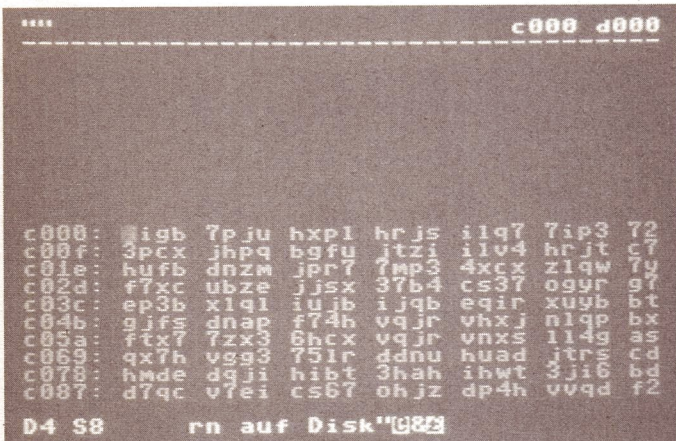 """" c000 d000
c000: igb 7pju hxpl hrjs ilq7 7ip3 72
c00f: 3pcx jhpq bgfu jtzi ilv4 hrjt c7
c01e: hufb dnzm jpr7 7mp3 4xcx zlqw 7y
c02d: f7xc ubze jjsx 37b4 cs37 ogyr g7
c03c: ep3b xlql iujb ijqb eqir xuyb bt
c04b: gjfs dnap f74h vqjr vhxj nlqp bx
c05a: ftx7 7zx3 6hcx vqjr vnxs ll4g as
c069: qx7h vgg3 75lr ddnu huad jtrs cd
c078: hmde dqji hibt 3hah ihwt 3ji6 bd
c087: d7qc v7ei cs67 ohjz dp4h vvqd f2
D4 S8 rn auf Disk"